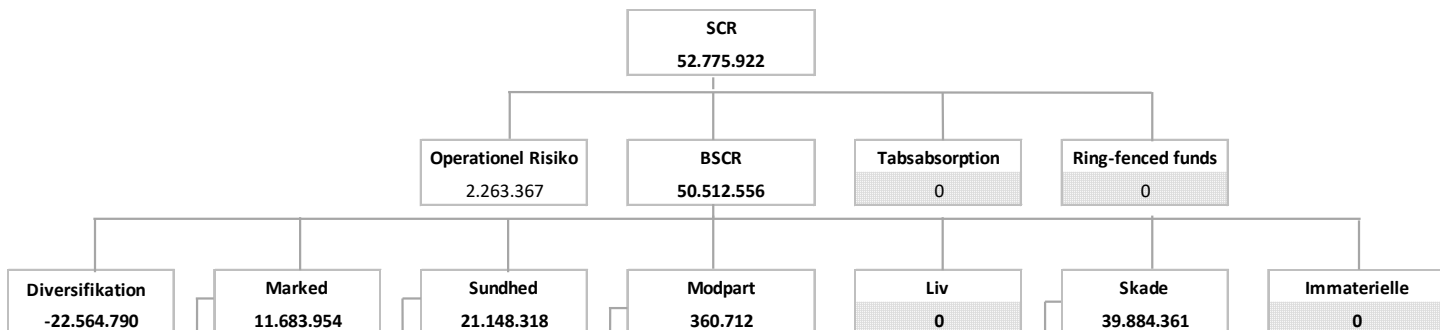 SCR
52.775.922
Operationel Risiko
2.263.367
BSCR
50.512.556
Tabsabsorption
0
Ring-fenced funds
0
Diversifikation
-22.564.790
Marked
11.683.954
Sundhed
21.148.318
Modpart
360.712
Liv
0
Skade
39.884.361
Immaterielle
0